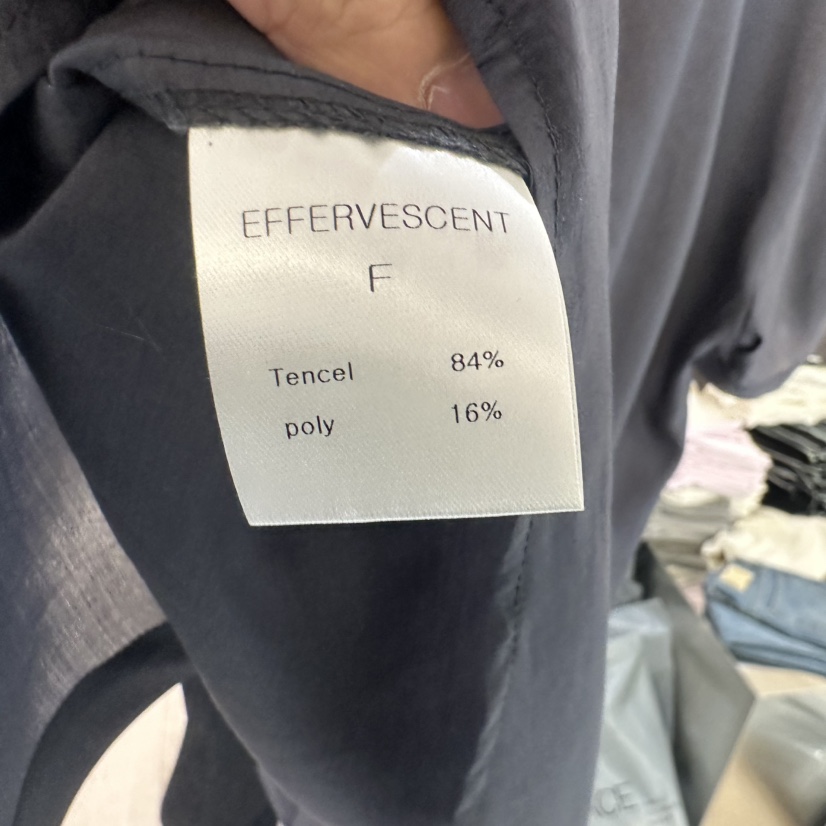 EFFERVESCENT
F
Tencel 84%
poly 16%